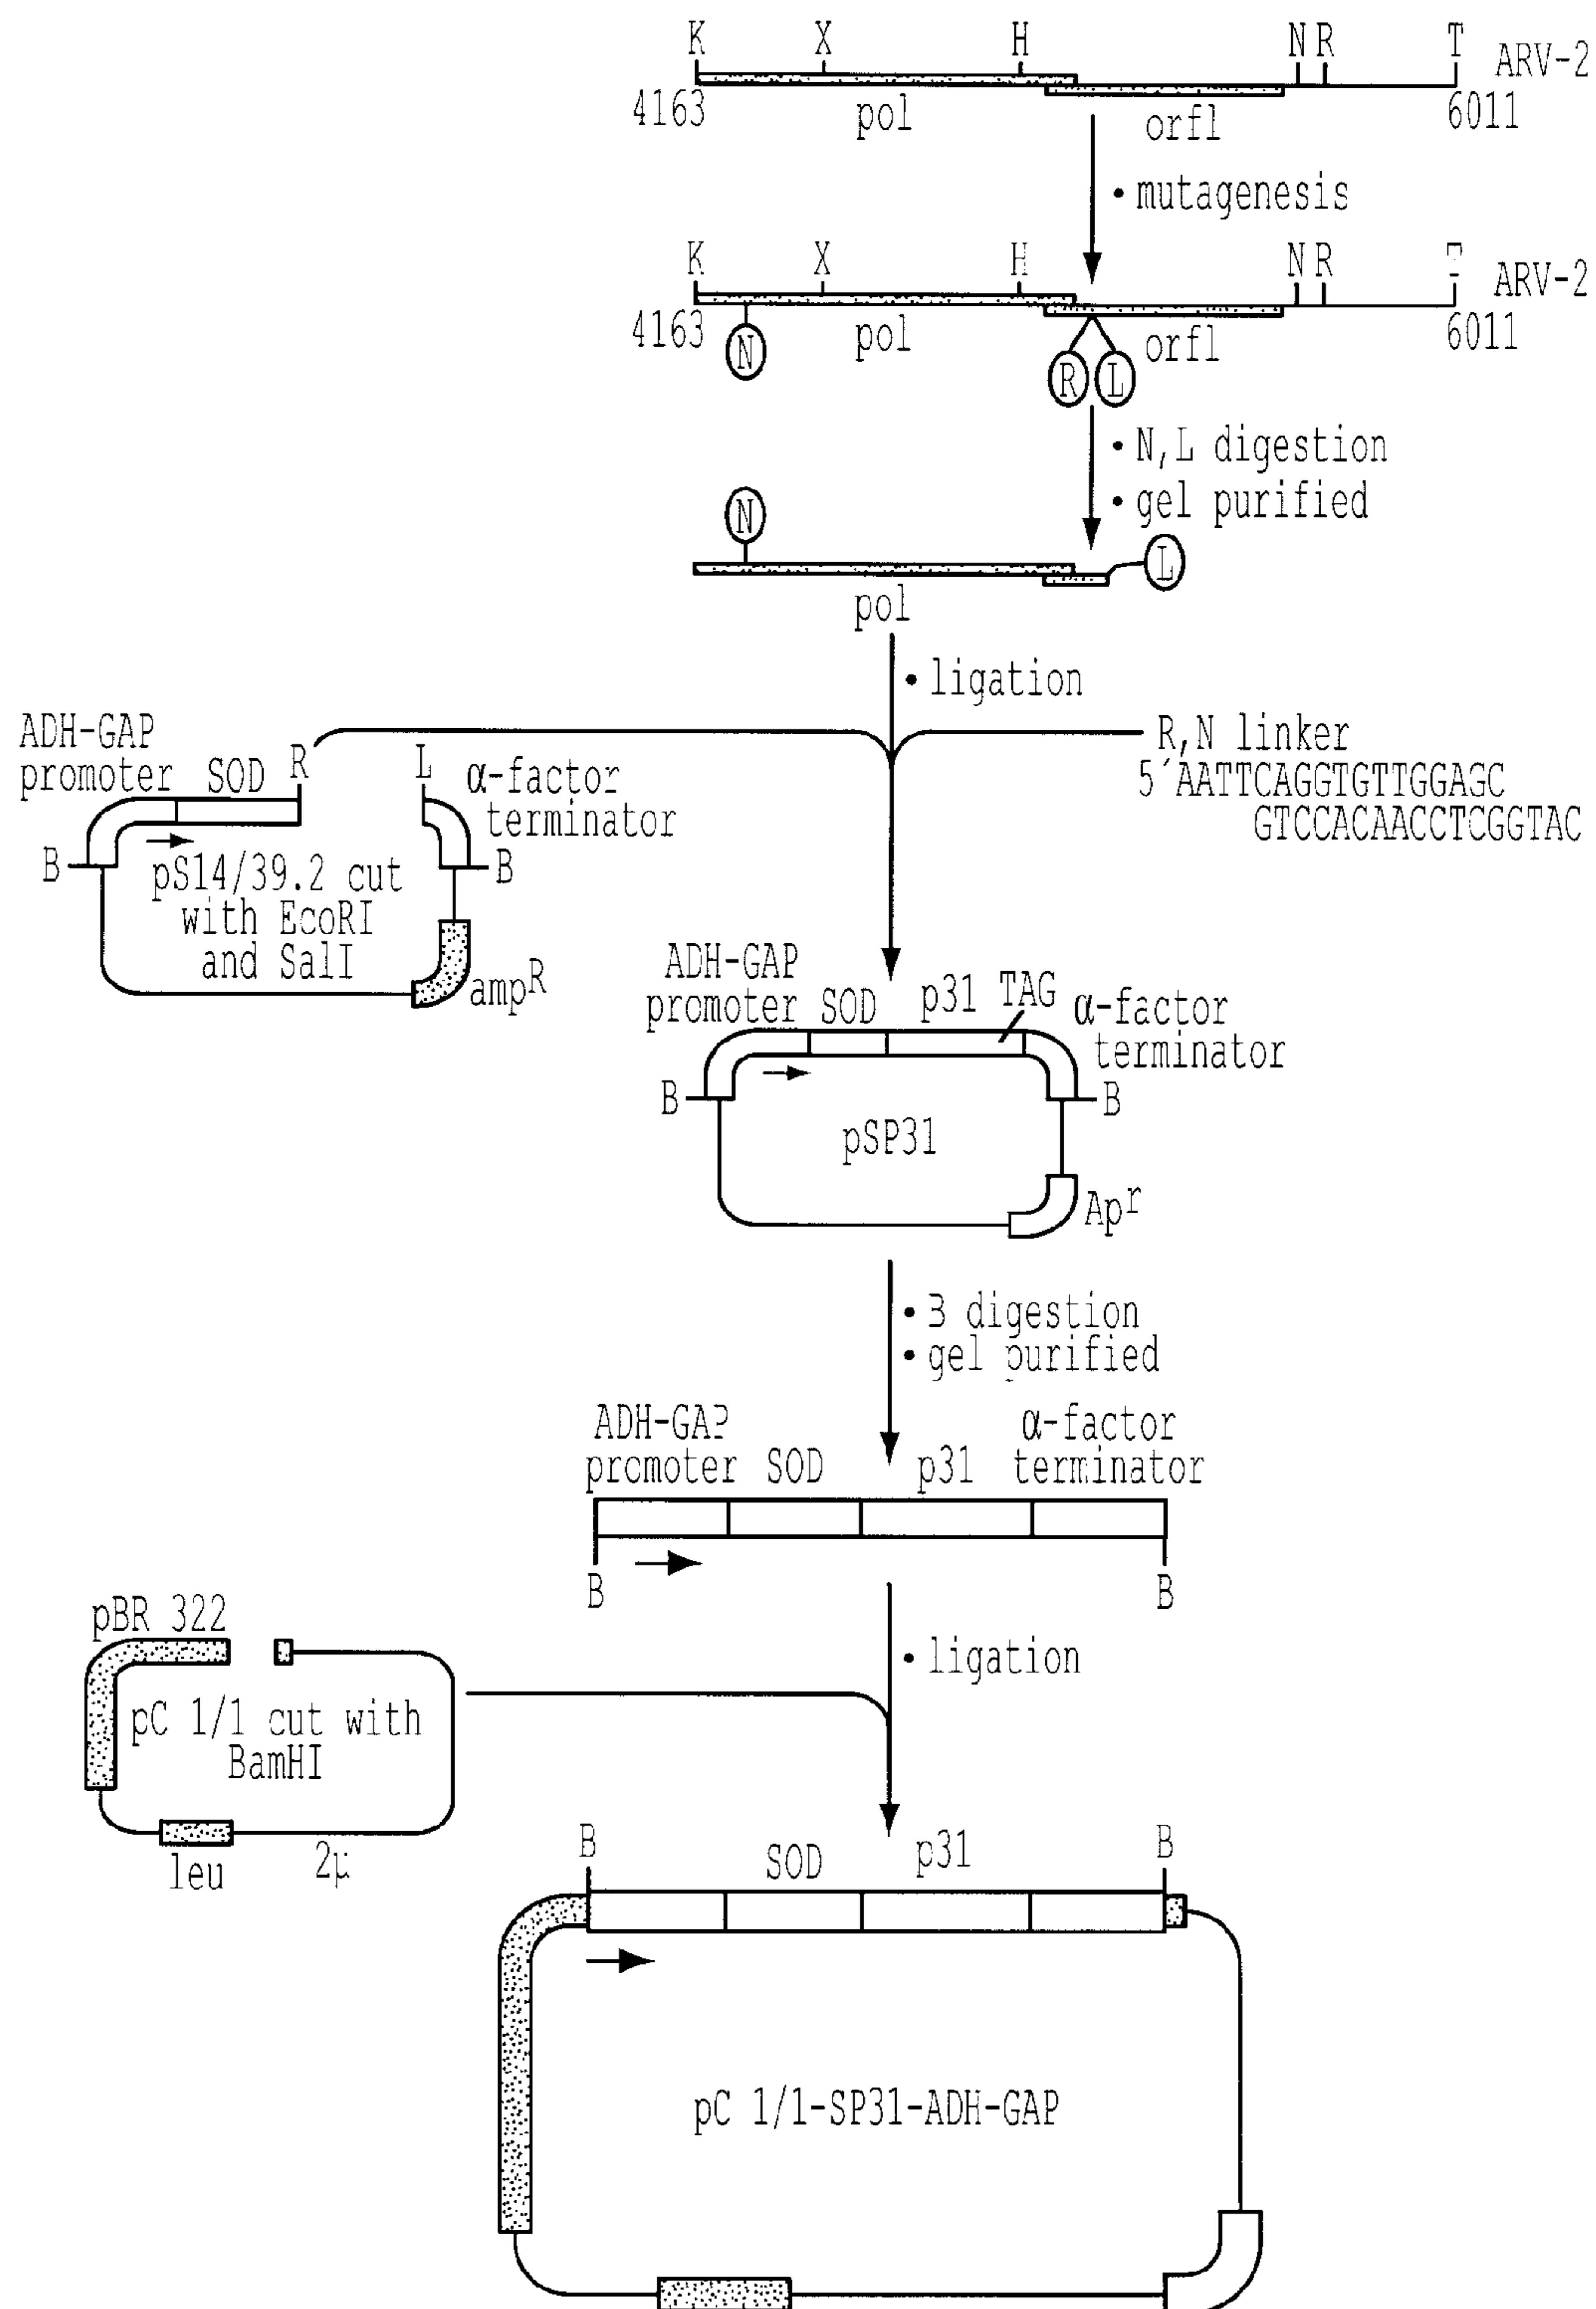 K X H N R T ARV-2
4163 pol orfl 6011
• mutagenesis
K X H N R T ARV-2
4163 pol orfl 6011
N R L
• N,L digestion
• gel purified
N L
pol
• ligation
ADH-GAP
promoter SOD R L α-factor
terminator
R,N linker
5´AATTCAGGTGTTGGAGC
GTCCACAACCTCGGTAC
B B
pS14/39.2 cut
with EcoRI
and SalI
ampR
ADH-GAP
promoter SOD p31 TAG α-factor
terminator
B B
pSP31
Apr
• B digestion
• gel purified
ADH-GAP α-factor
promoter SOD p31 terminator
B B
pBR 322
• ligation
pC 1/1 cut with
BamHI
leu 2μ
B SOD p31 B
pC 1/1-SP31-ADH-GAP